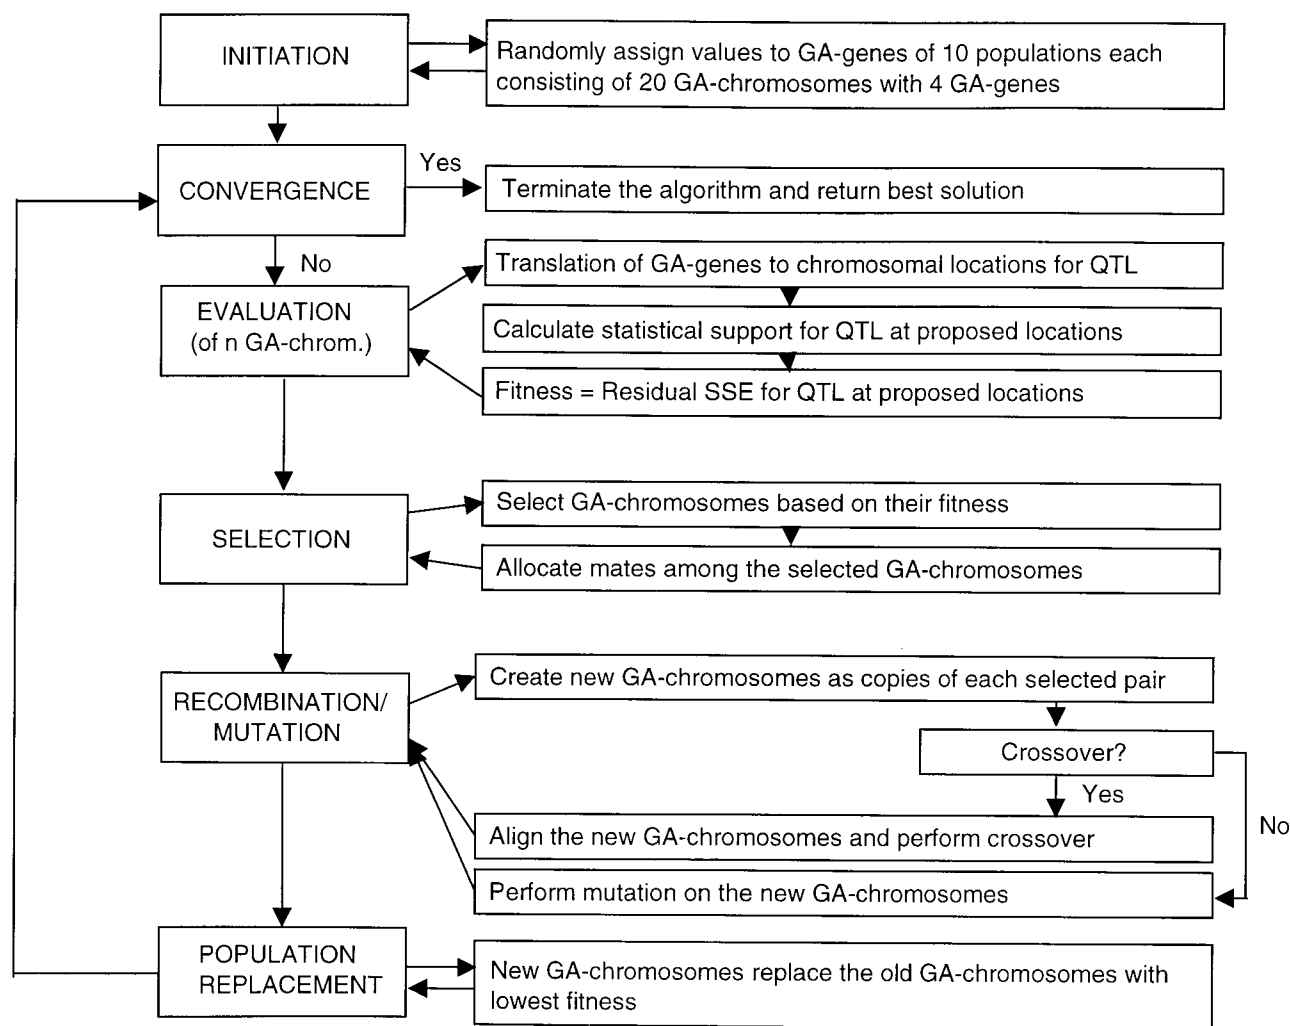 INITIATION
Randomly assign values to GA-genes of 10 populations each
consisting of 20 GA-chromosomes with 4 GA-genes
CONVERGENCE
Yes
Terminate the algorithm and return best solution
No
EVALUATION
(of n GA-chrom.)
Translation of GA-genes to chromosomal locations for QTL
Calculate statistical support for QTL at proposed locations
Fitness = Residual SSE for QTL at proposed locations
SELECTION
Select GA-chromosomes based on their fitness
Allocate mates among the selected GA-chromosomes
RECOMBINATION/
MUTATION
Create new GA-chromosomes as copies of each selected pair
Crossover?
Yes
No
Align the new GA-chromosomes and perform crossover
Perform mutation on the new GA-chromosomes
POPULATION
REPLACEMENT
New GA-chromosomes replace the old GA-chromosomes with
lowest fitness